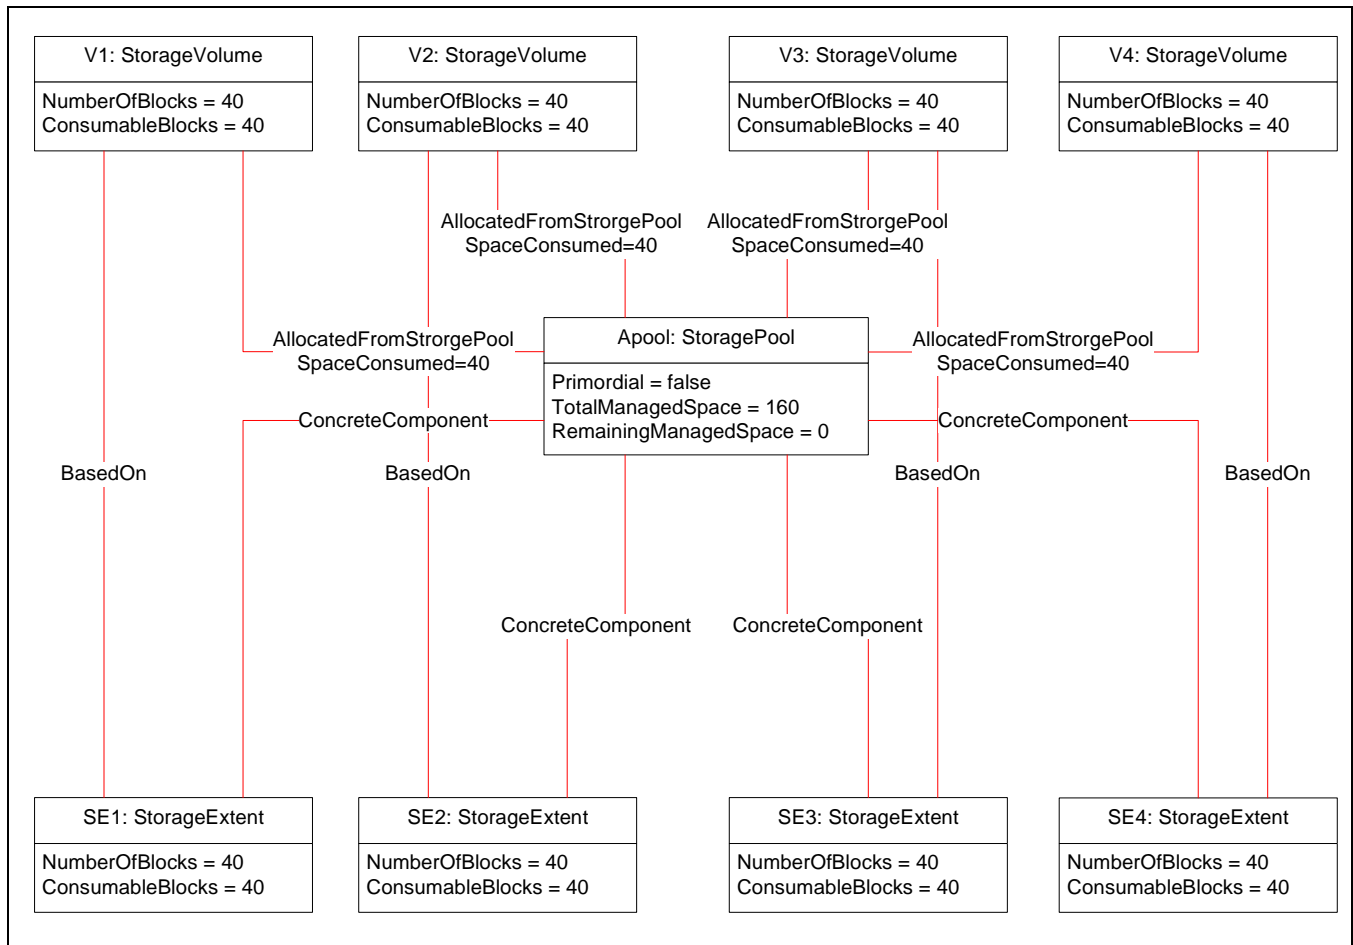 V1: StorageVolume
NumberOfBlocks = 40
ConsumableBlocks = 40
V2: StorageVolume
NumberOfBlocks = 40
ConsumableBlocks = 40
V3: StorageVolume
NumberOfBlocks = 40
ConsumableBlocks = 40
V4: StorageVolume
NumberOfBlocks = 40
ConsumableBlocks = 40
AllocatedFromStrorgePool
SpaceConsumed=40
AllocatedFromStrorgePool
SpaceConsumed=40
AllocatedFromStrorgePool
SpaceConsumed=40
Apool: StoragePool
Primordial = false
TotalManagedSpace = 160
RemainingManagedSpace = 0
AllocatedFromStrorgePool
SpaceConsumed=40
ConcreteComponent
ConcreteComponent
BasedOn
BasedOn
BasedOn
BasedOn
ConcreteComponent
ConcreteComponent
SE1: StorageExtent
NumberOfBlocks = 40
ConsumableBlocks = 40
SE2: StorageExtent
NumberOfBlocks = 40
ConsumableBlocks = 40
SE3: StorageExtent
NumberOfBlocks = 40
ConsumableBlocks = 40
SE4: StorageExtent
NumberOfBlocks = 40
ConsumableBlocks = 40